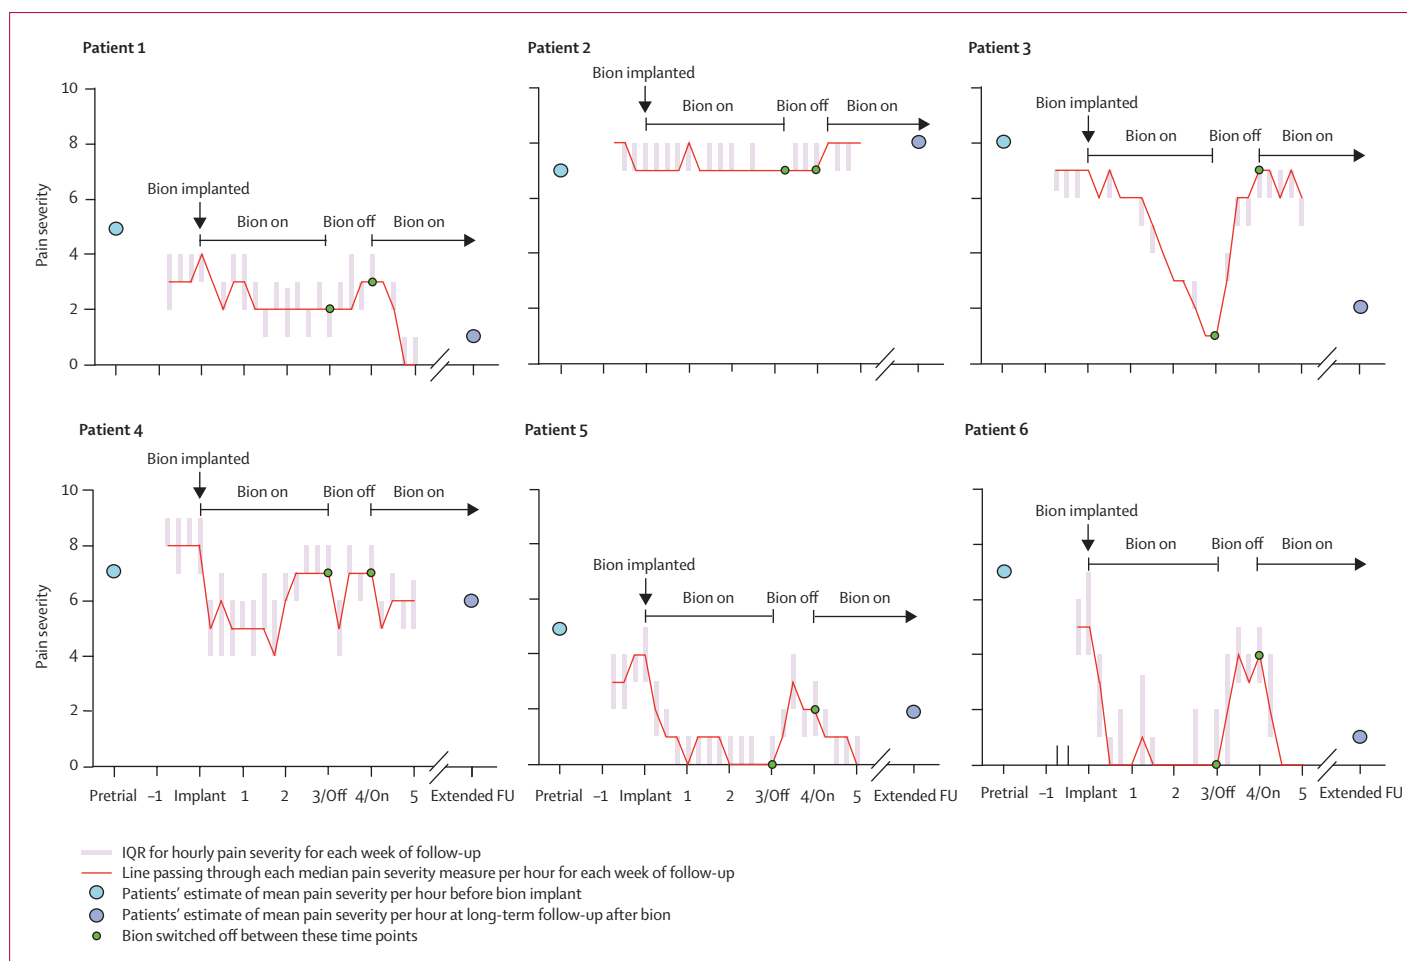 Patient 1
Patient 2
Patient 3
Bion implanted
Bion on
Bion off
Bion on
Bion implanted
Bion on
Bion off
Bion on
Bion implanted
Bion on
Bion off
Bion on
Pain severity
10
8
6
4
2
0
Patient 4
Patient 5
Patient 6
Bion implanted
Bion on
Bion off
Bion on
Bion implanted
Bion on
Bion off
Bion on
Bion implanted
Bion on
Bion off
Bion on
Pain severity
10
8
6
4
2
0
Pretrial –1 Implant 1 2 3/Off 4/On 5 Extended FU
Pretrial –1 Implant 1 2 3/Off 4/On 5 Extended FU
Pretrial –1 Implant 1 2 3/Off 4/On 5 Extended FU
IQR for hourly pain severity for each week of follow-up
Line passing through each median pain severity measure per hour for each week of follow-up
Patients' estimate of mean pain severity per hour before bion implant
Patients' estimate of mean pain severity per hour at long-term follow-up after bion
Bion switched off between these time points